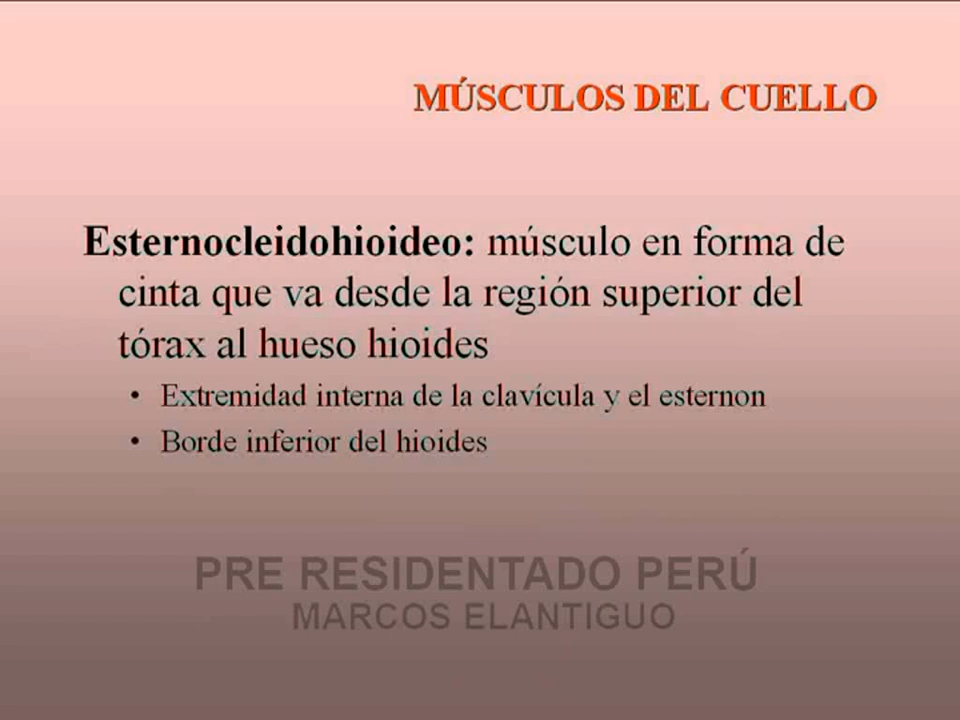 MÚSCULOS DEL CUELLO
Esternocleidohioideo: músculo en forma de
cinta que va desde la región superior del
tórax al hueso hioides
• Extremidad interna de la clavícula y el esternon
• Borde inferior del hioides
PRE RESIDENTADO PERÚ
MARCOS ELANTIGUO